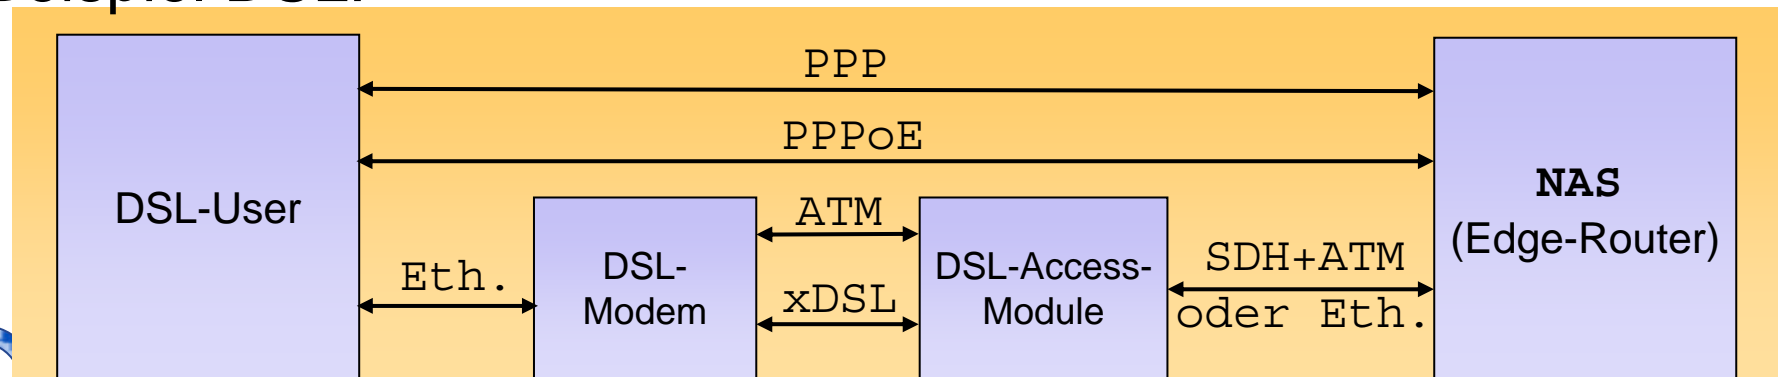 PPP
PPPoE
DSL-User
NAS
(Edge-Router)
ATM
Eth.
DSL-
Modem
xDSL
DSL-Access-
Module
SDH+ATM
oder Eth.